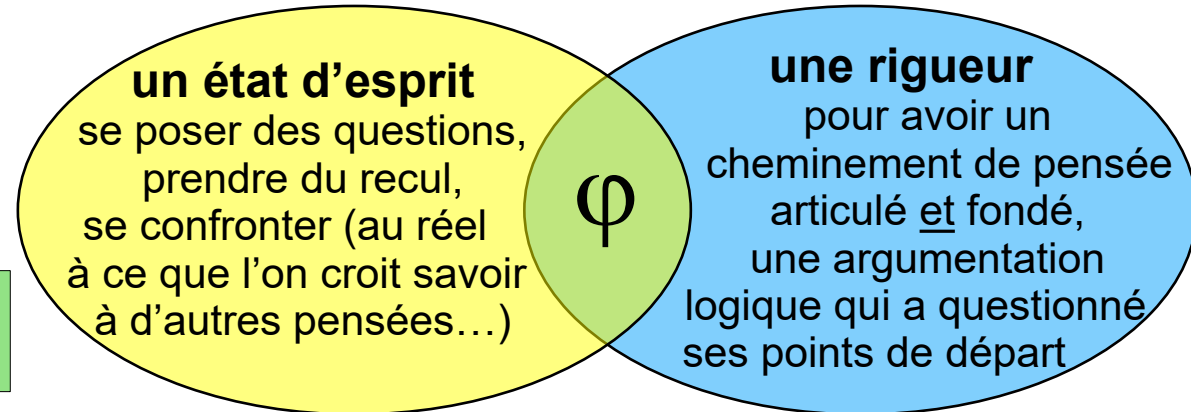 un état d’esprit
se poser des questions,
prendre du recul,
se confronter (au réel
à ce que l’on croit savoir
à d’autres pensées…)
φ
une rigueur
pour avoir un
cheminement de pensée
articulé et fondé,
une argumentation
logique qui a questionné
ses points de départ